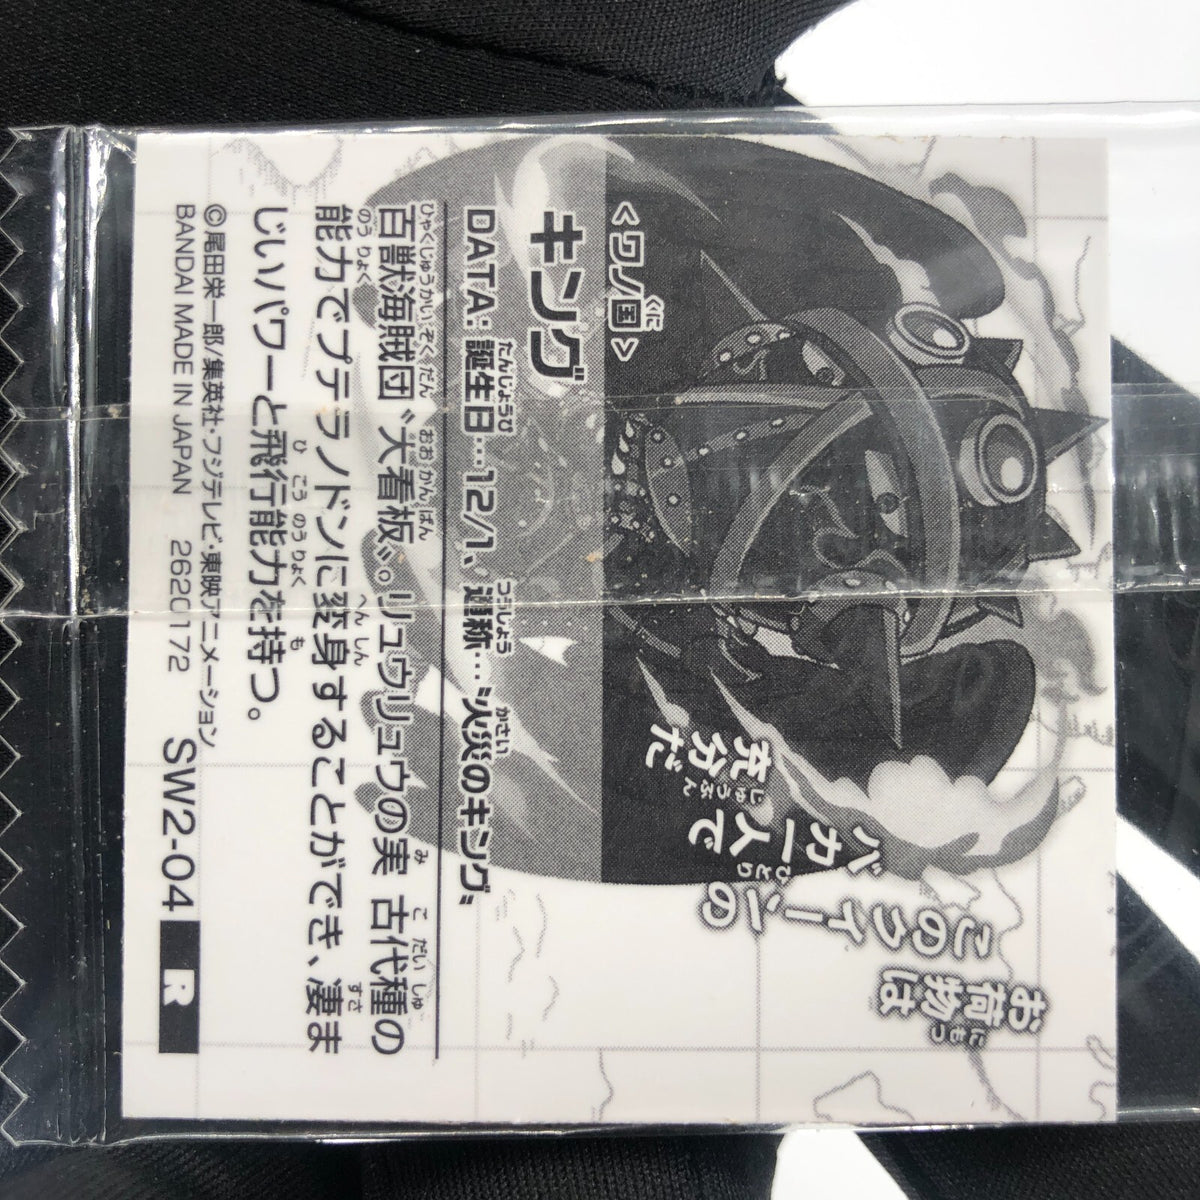 お荷物は
このクィーンの
バカ一人で
充分だ
<ワノ国>
キング
DATA: 誕生日…12/1、通称…〝火災のキング〟
百獣海賊団〝大看板〟。リュウリュウの実 古代種の
能力でプテラノドンに変身することができ、凄ま
じいパワーと飛行能力を持つ。
©尾田栄一郎/集英社・フジテレビ・東映アニメーション
BANDAI MADE IN JAPAN 2620172 SW2-04 R